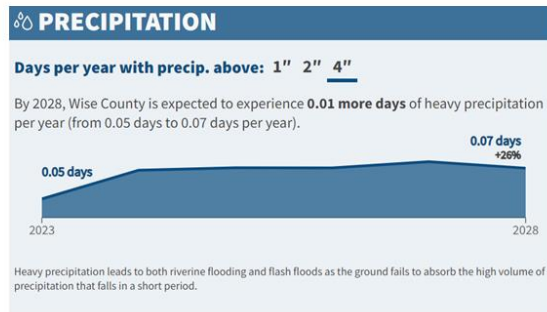 PRECIPITATION
Days per year with precip. above: 1" 2" 4"
By 2028, Wise County is expected to experience 0.01 more days of heavy precipitation
per year (from 0.05 days to 0.07 days per year).
0.07 days
+26%
0.05 days
2023
2028
Heavy precipitation leads to both riverine flooding and flash floods as the ground fails to absorb the high volume of
precipitation that falls in a short period.